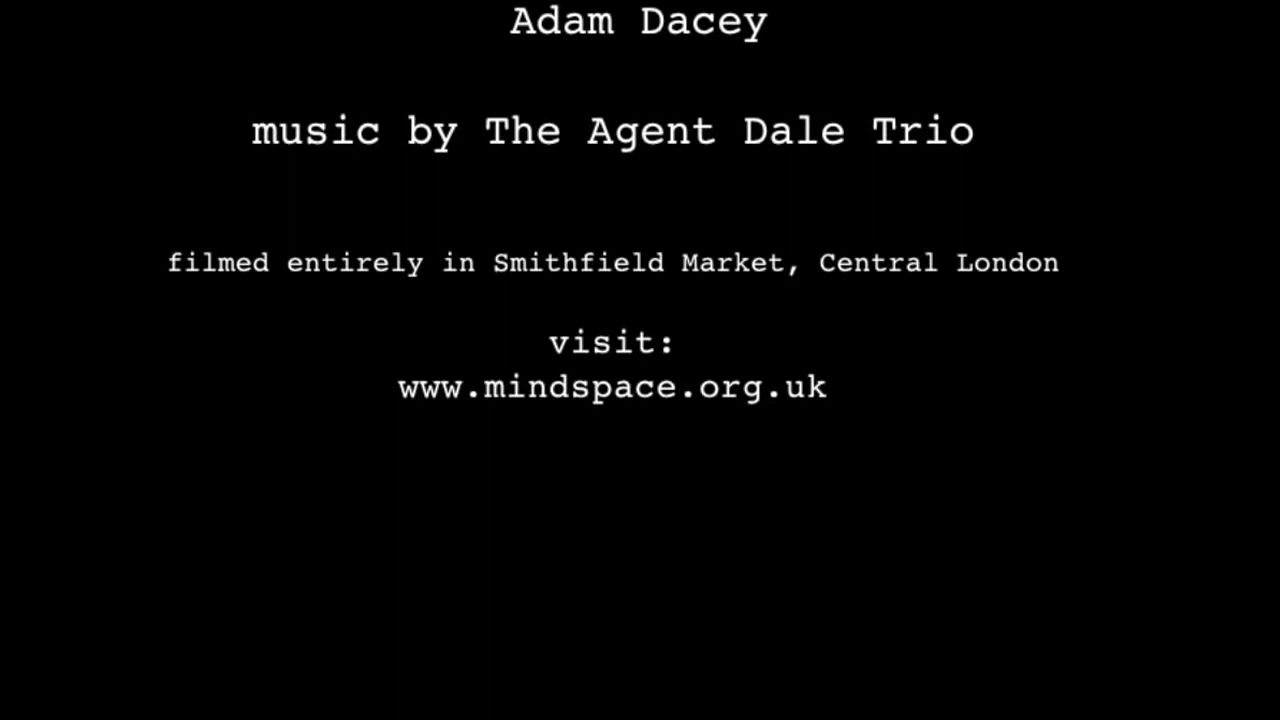 Adam Dacey
music by The Agent Dale Trio
filmed entirely in Smithfield Market, Central London
visit:
www.mindspace.org.uk